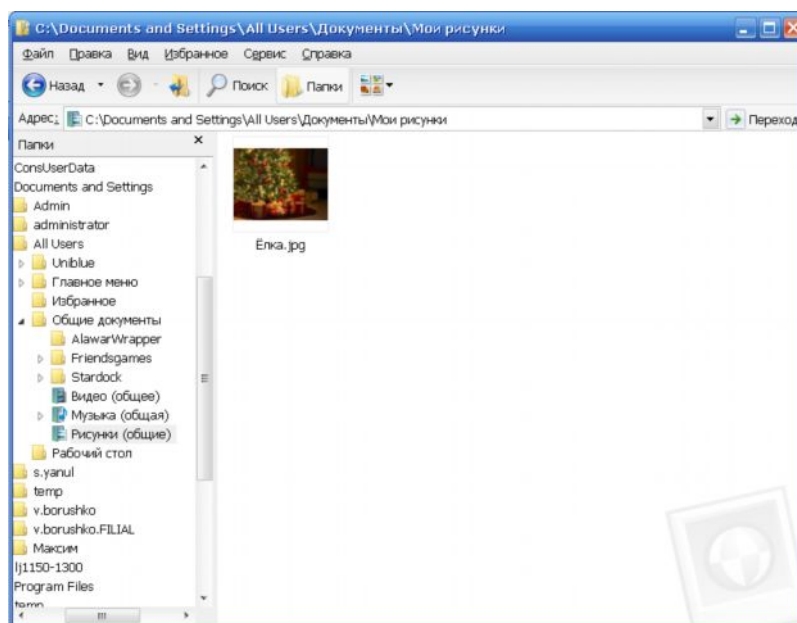 C:\Documents and Settings\All Users\Документы\Мои рисунки
Файл Правка Вид Избранное Сервис Справка
Назад Поиск Папки
Адрес: C:\Documents and Settings\All Users\Документы\Мои рисунки Переход
Папки
ConsUserData
Documents and Settings
Admin
administrator
All Users
Uniblue
Главное меню
Избранное
Общие документы
AlawarWrapper
Friendsgames
Stardock
Видео (общее)
Музыка (общая)
Рисунки (общие)
Рабочий стол
s.yanul
temp
v.borushko
v.borushko.FILIAL
Максим
lj1150-1300
Program Files
temp
Ёлка.jpg